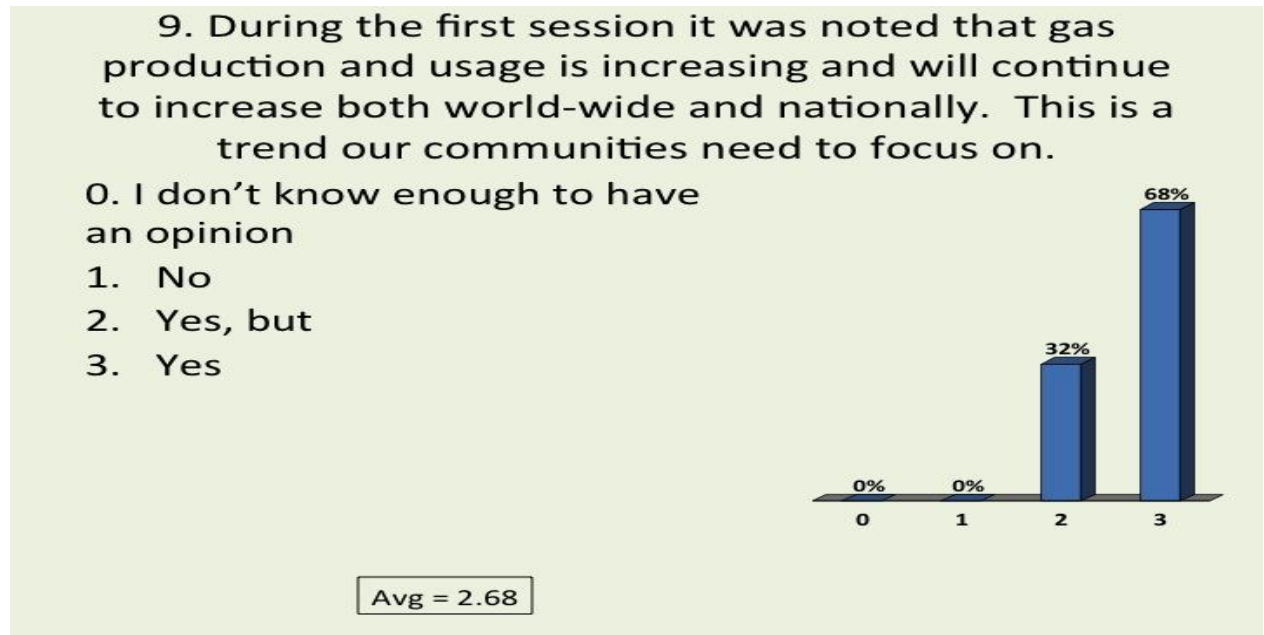 9. During the first session it was noted that gas
production and usage is increasing and will continue
to increase both world-wide and nationally.  This is a
trend our communities need to focus on.
0. I don’t know enough to have
an opinion
1. No
2. Yes, but
3. Yes
68%
32%
0% 0%
0 1 2 3
Avg = 2.68